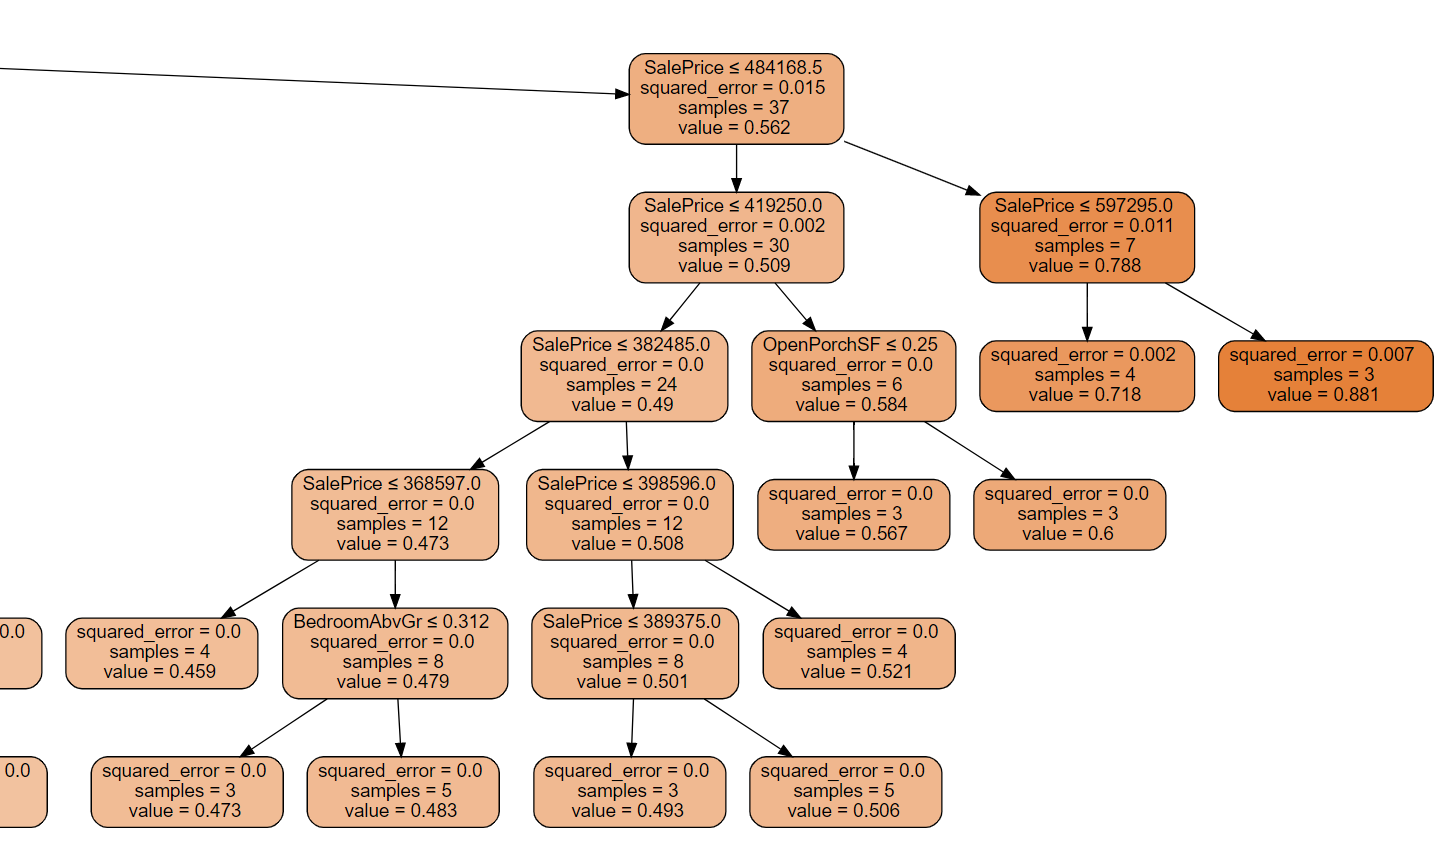 SalePrice ≤ 484168.5
squared_error = 0.015
samples = 37
value = 0.562
SalePrice ≤ 419250.0
squared_error = 0.002
samples = 30
value = 0.509
SalePrice ≤ 597295.0
squared_error = 0.011
samples = 7
value = 0.788
SalePrice ≤ 382485.0
squared_error = 0.0
samples = 24
value = 0.49
OpenPorchSF ≤ 0.25
squared_error = 0.0
samples = 6
value = 0.584
squared_error = 0.002
samples = 4
value = 0.718
squared_error = 0.007
samples = 3
value = 0.881
SalePrice ≤ 368597.0
squared_error = 0.0
samples = 12
value = 0.473
SalePrice ≤ 398596.0
squared_error = 0.0
samples = 12
value = 0.508
squared_error = 0.0
samples = 3
value = 0.567
squared_error = 0.0
samples = 3
value = 0.6
0.0
squared_error = 0.0
samples = 4
value = 0.459
BedroomAbvGr ≤ 0.312
squared_error = 0.0
samples = 8
value = 0.479
SalePrice ≤ 389375.0
squared_error = 0.0
samples = 8
value = 0.501
squared_error = 0.0
samples = 4
value = 0.521
0.0
squared_error = 0.0
samples = 3
value = 0.473
squared_error = 0.0
samples = 5
value = 0.483
squared_error = 0.0
samples = 3
value = 0.493
squared_error = 0.0
samples = 5
value = 0.506